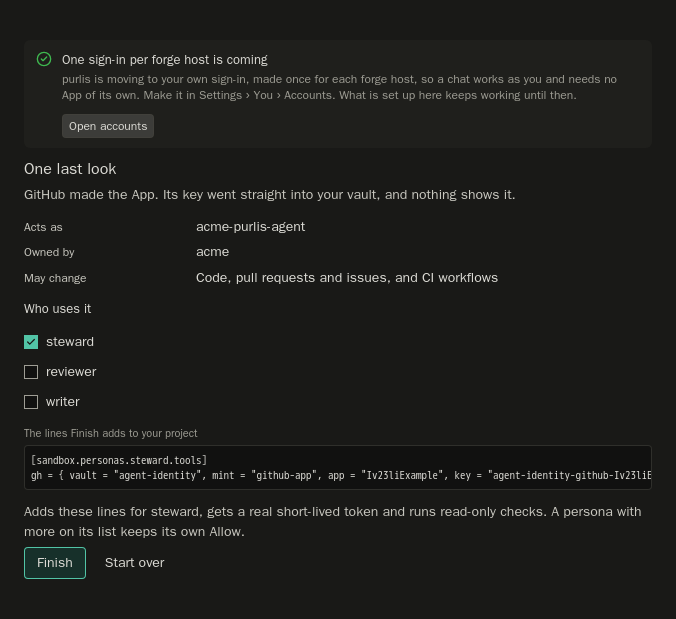 One sign-in per forge host is coming
purlis is moving to your own sign-in, made once for each forge host, so a chat works as you and needs no
App of its own. Make it in Settings › You › Accounts. What is set up here keeps working until then.
Open accounts
One last look
GitHub made the App. Its key went straight into your vault, and nothing shows it.
Acts as acme-purlis-agent
Owned by acme
May change Code, pull requests and issues, and CI workflows
Who uses it
steward
reviewer
writer
The lines Finish adds to your project
[sandbox.personas.steward.tools]
gh = { vault = "agent-identity", mint = "github-app", app = "Iv23liExample", key = "agent-identity-github-Iv23liE
Adds these lines for steward, gets a real short-lived token and runs read-only checks. A persona with
more on its list keeps its own Allow.
Finish Start over